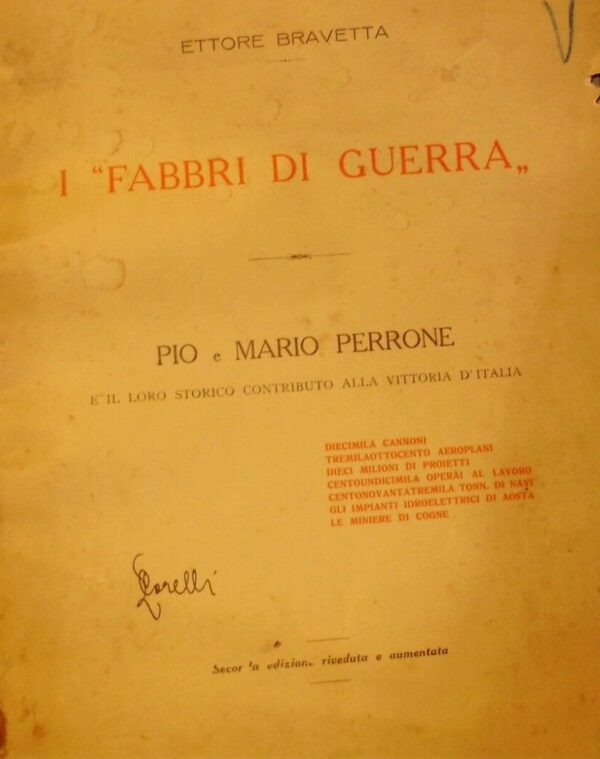 ETTORE BRAVETTA
I "FABBRI DI GUERRA„
PIO e MARIO PERRONE
E IL LORO STORICO CONTRIBUTO ALLA VITTORIA D'ITALIA
DIECIMILA CANNONI
TREMILAOTTOCENTO AEROPLANI
DIECI MILIONI DI PROIETTI
CENTOUNDICIMILA OPERAI AL LAVORO
CENTONOVANTATREMILA TONN. DI NAVI
GLI IMPIANTI IDROELETTRICI DI AOSTA
LE MINIERE DI COGNE
Seconda edizione riveduta e aumentata